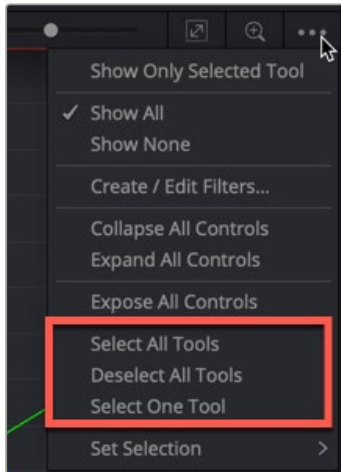 Show Only Selected Tool
Show All
Show None
Create / Edit Filters...
Collapse All Controls
Expand All Controls
Expose All Controls
Select All Tools
Deselect All Tools
Select One Tool
Set Selection